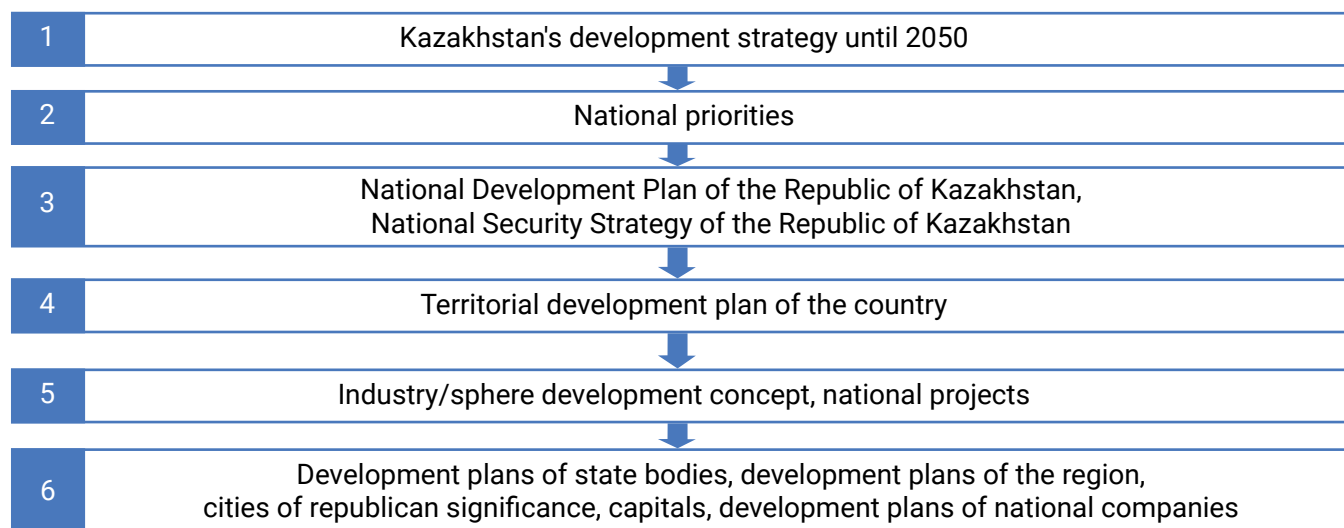 1
Kazakhstan's development strategy until 2050
2
National priorities
3
National Development Plan of the Republic of Kazakhstan,
National Security Strategy of the Republic of Kazakhstan
4
Territorial development plan of the country
5
Industry/sphere development concept, national projects
6
Development plans of state bodies, development plans of the region,
cities of republican significance, capitals, development plans of national companies